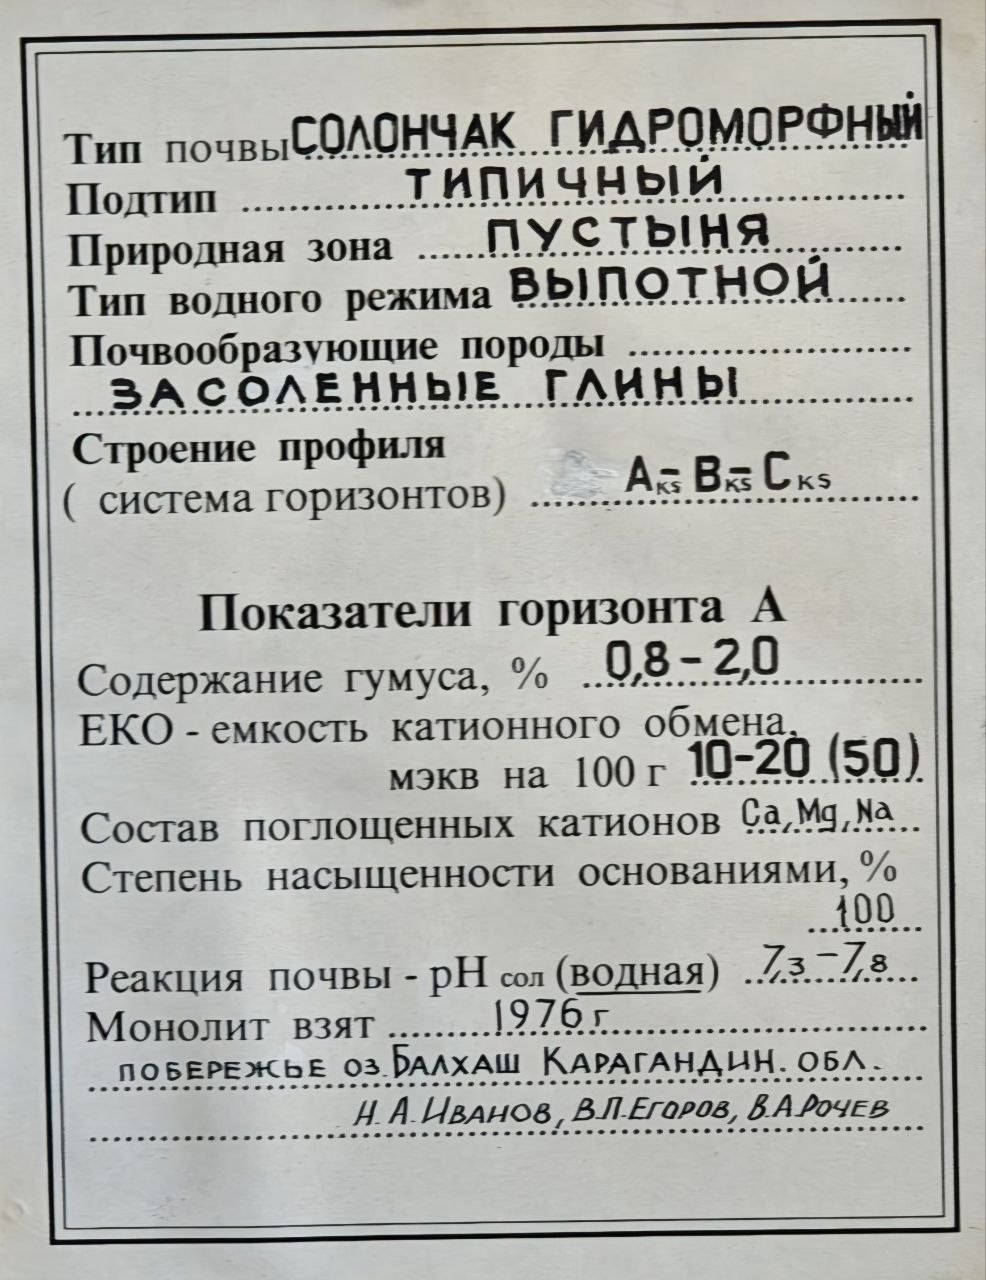 Тип почвы СОЛОНЧАК ГИДРОМОРФНЫЙ
Подтип ТИПИЧНЫЙ
Природная зона ПУСТЫНЯ
Тип водного режима ВЫПОТНОЙ
Почвообразующие породы
ЗАСОЛЕННЫЕ ГЛИНЫ
Строение профиля
( система горизонтов) Aks - Bks - Cks
Показатели горизонта А
Содержание гумуса, % 0,8 - 2,0
ЕКО - емкость катионного обмена,
мэкв на 100 г 10-20 (50)
Состав поглощенных катионов Ca, Mg, Na
Степень насыщенности основаниями, %
100
Реакция почвы - pH сол (водная) 7,3 - 7,8
Монолит взят 1976 г
ПОБЕРЕЖЬЕ ОЗ. БАЛХАШ КАРАГАНДИН. ОБЛ.
Н.А. ИВАНОВ, В.П. ЕГОРОВ, В.А. РОЧЕВ